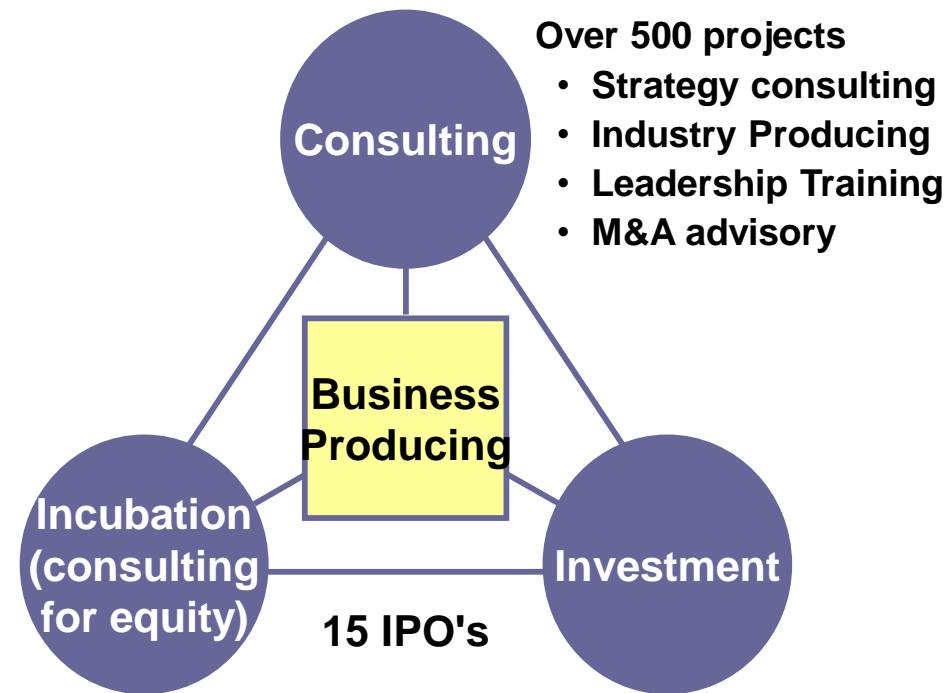 Over 500 projects
• Strategy consulting
• Industry Producing
• Leadership Training
• M&A advisory
Consulting
Business
Producing
Incubation
(consulting
for equity)
Investment
15 IPO's